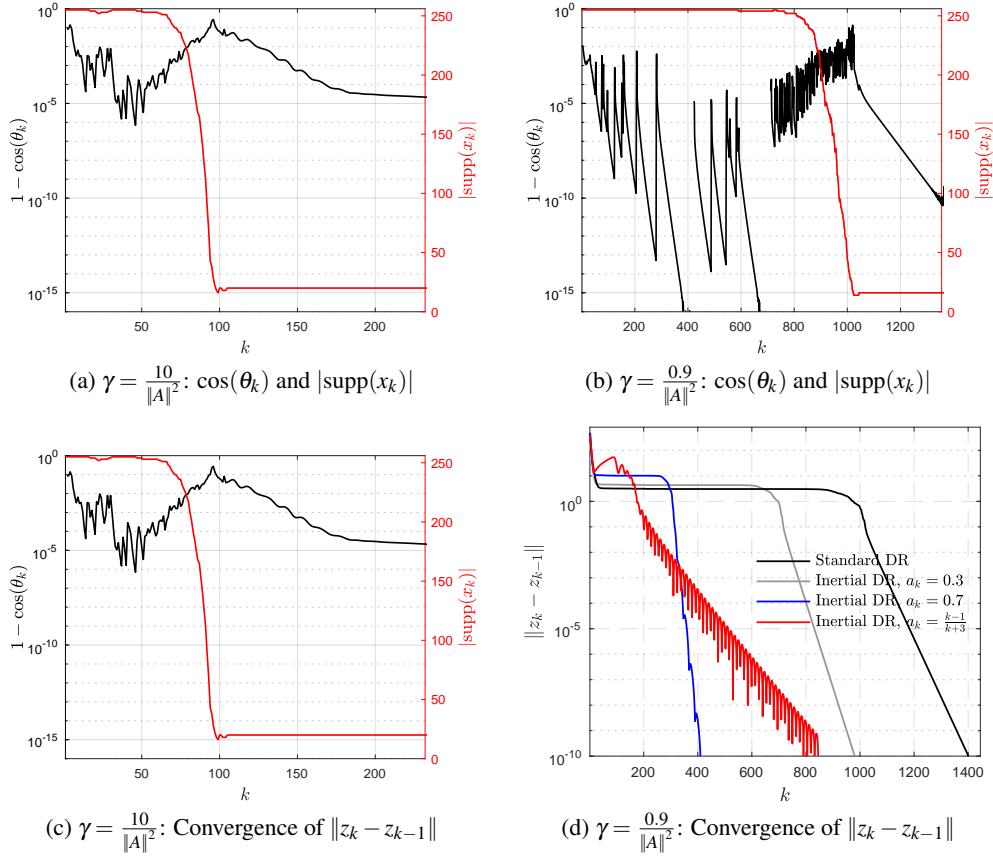 10^0
10^{-5}
10^{-10}
10^{-15}
1 − cos(θ_k)
250
200
150
100
50
0
|supp(x_k)|
50 100 150 200
k
(a) γ = 10/‖A‖²: cos(θ_k) and |supp(x_k)|
10^0
10^{-5}
10^{-10}
10^{-15}
1 − cos(θ_k)
250
200
150
100
50
0
|supp(x_k)|
200 400 600 800 1000 1200
k
(b) γ = 0.9/‖A‖²: cos(θ_k) and |supp(x_k)|
10^0
10^{-5}
10^{-10}
10^{-15}
1 − cos(θ_k)
250
200
150
100
50
0
|supp(x_k)|
50 100 150 200
k
(c) γ = 10/‖A‖²: Convergence of ‖z_k − z_{k−1}‖
10^0
10^{-5}
10^{-10}
‖z_k − z_{k−1}‖
Standard DR
Inertial DR, a_k = 0.3
Inertial DR, a_k = 0.7
Inertial DR, a_k = (k−1)/(k+3)
200 400 600 800 1000 1200 1400
k
(d) γ = 0.9/‖A‖²: Convergence of ‖z_k − z_{k−1}‖